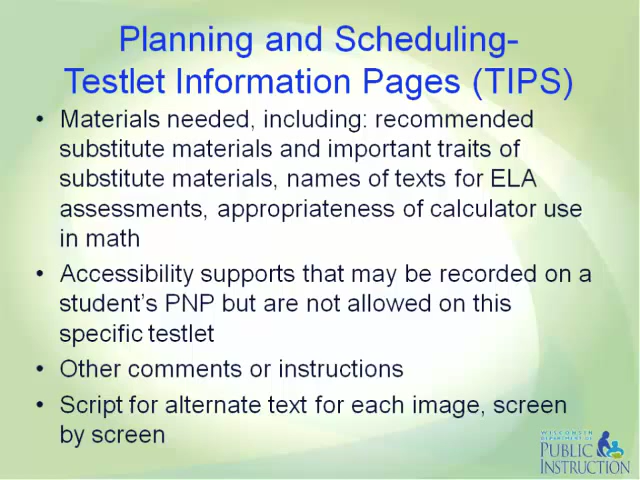 Planning and Scheduling-
Testlet Information Pages (TIPS)
• Materials needed, including: recommended
substitute materials and important traits of
substitute materials, names of texts for ELA
assessments, appropriateness of calculator use
in math
• Accessibility supports that may be recorded on a
student's PNP but are not allowed on this
specific testlet
• Other comments or instructions
• Script for alternate text for each image, screen
by screen
WISCONSIN
DEPARTMENT OF
PUBLIC
INSTRUCTION